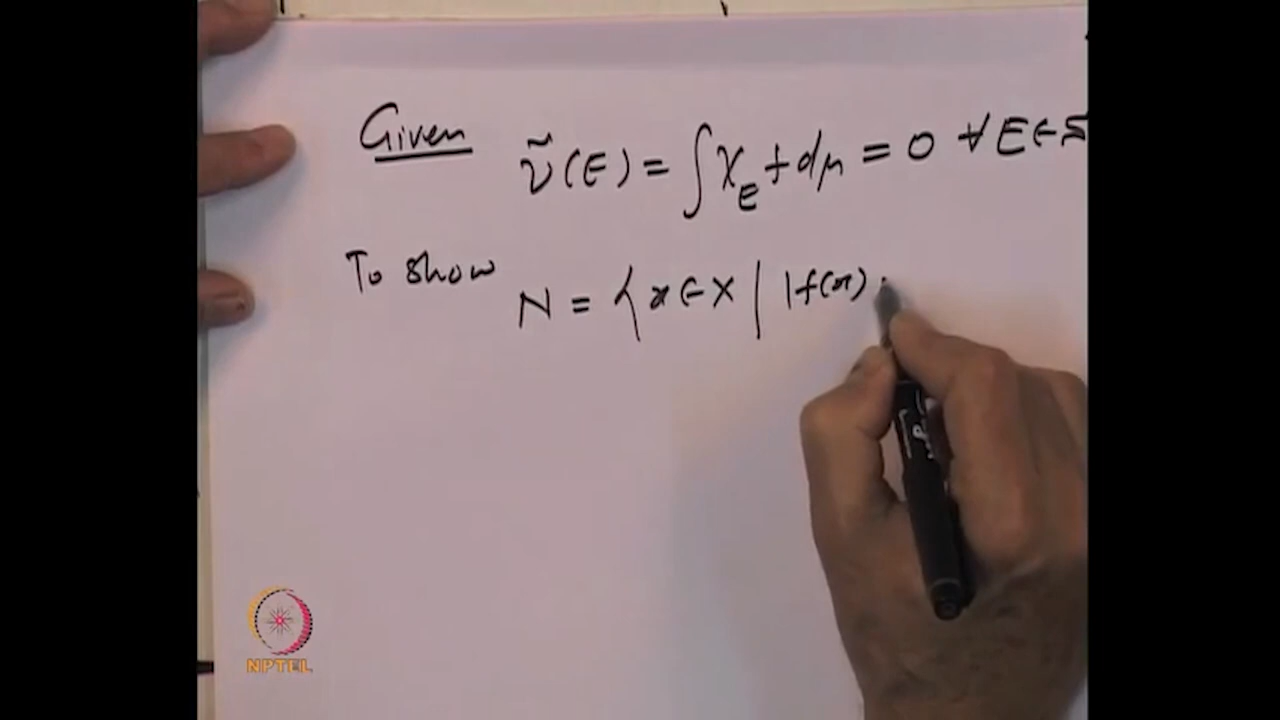 Given ν̃(E) = ∫χ_E f dμ = 0 ∀ E ∈ S
To show N = { x ∈ X | |f(x)
NPTEL